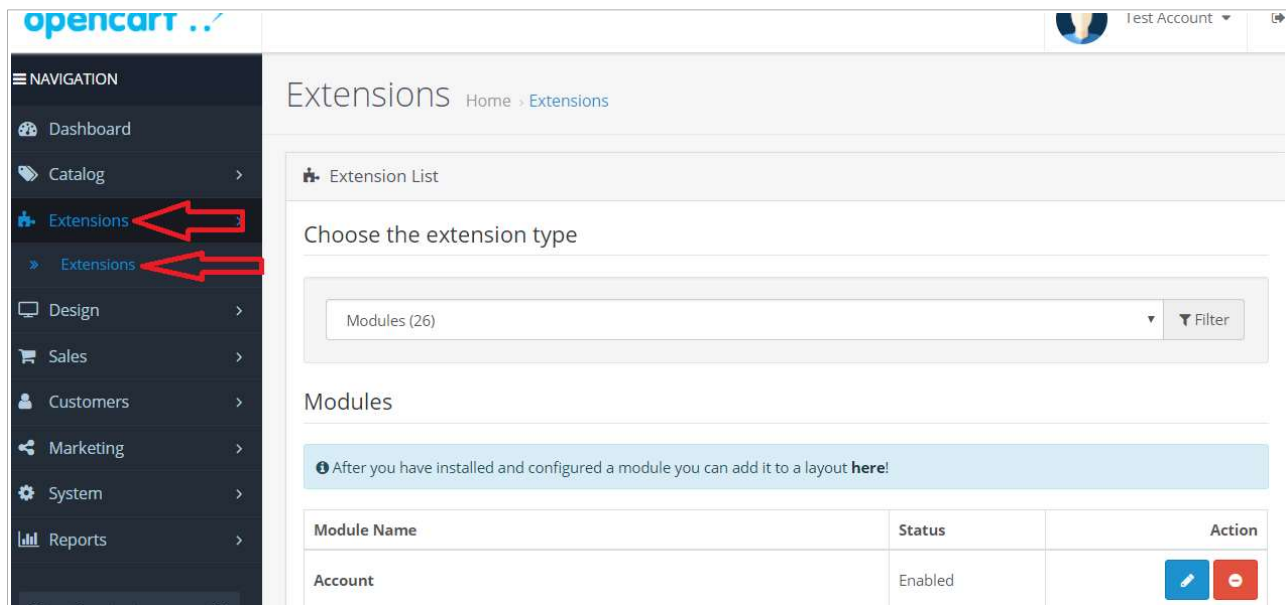 opencart
Test Account
NAVIGATION
Extensions Home › Extensions
Dashboard
Catalog
Extension List
Extensions
Choose the extension type
» Extensions
Design
Modules (26) Filter
Sales
Customers
Modules
Marketing
After you have installed and configured a module you can add it to a layout here!
System
Module Name Status Action
Reports
Account Enabled